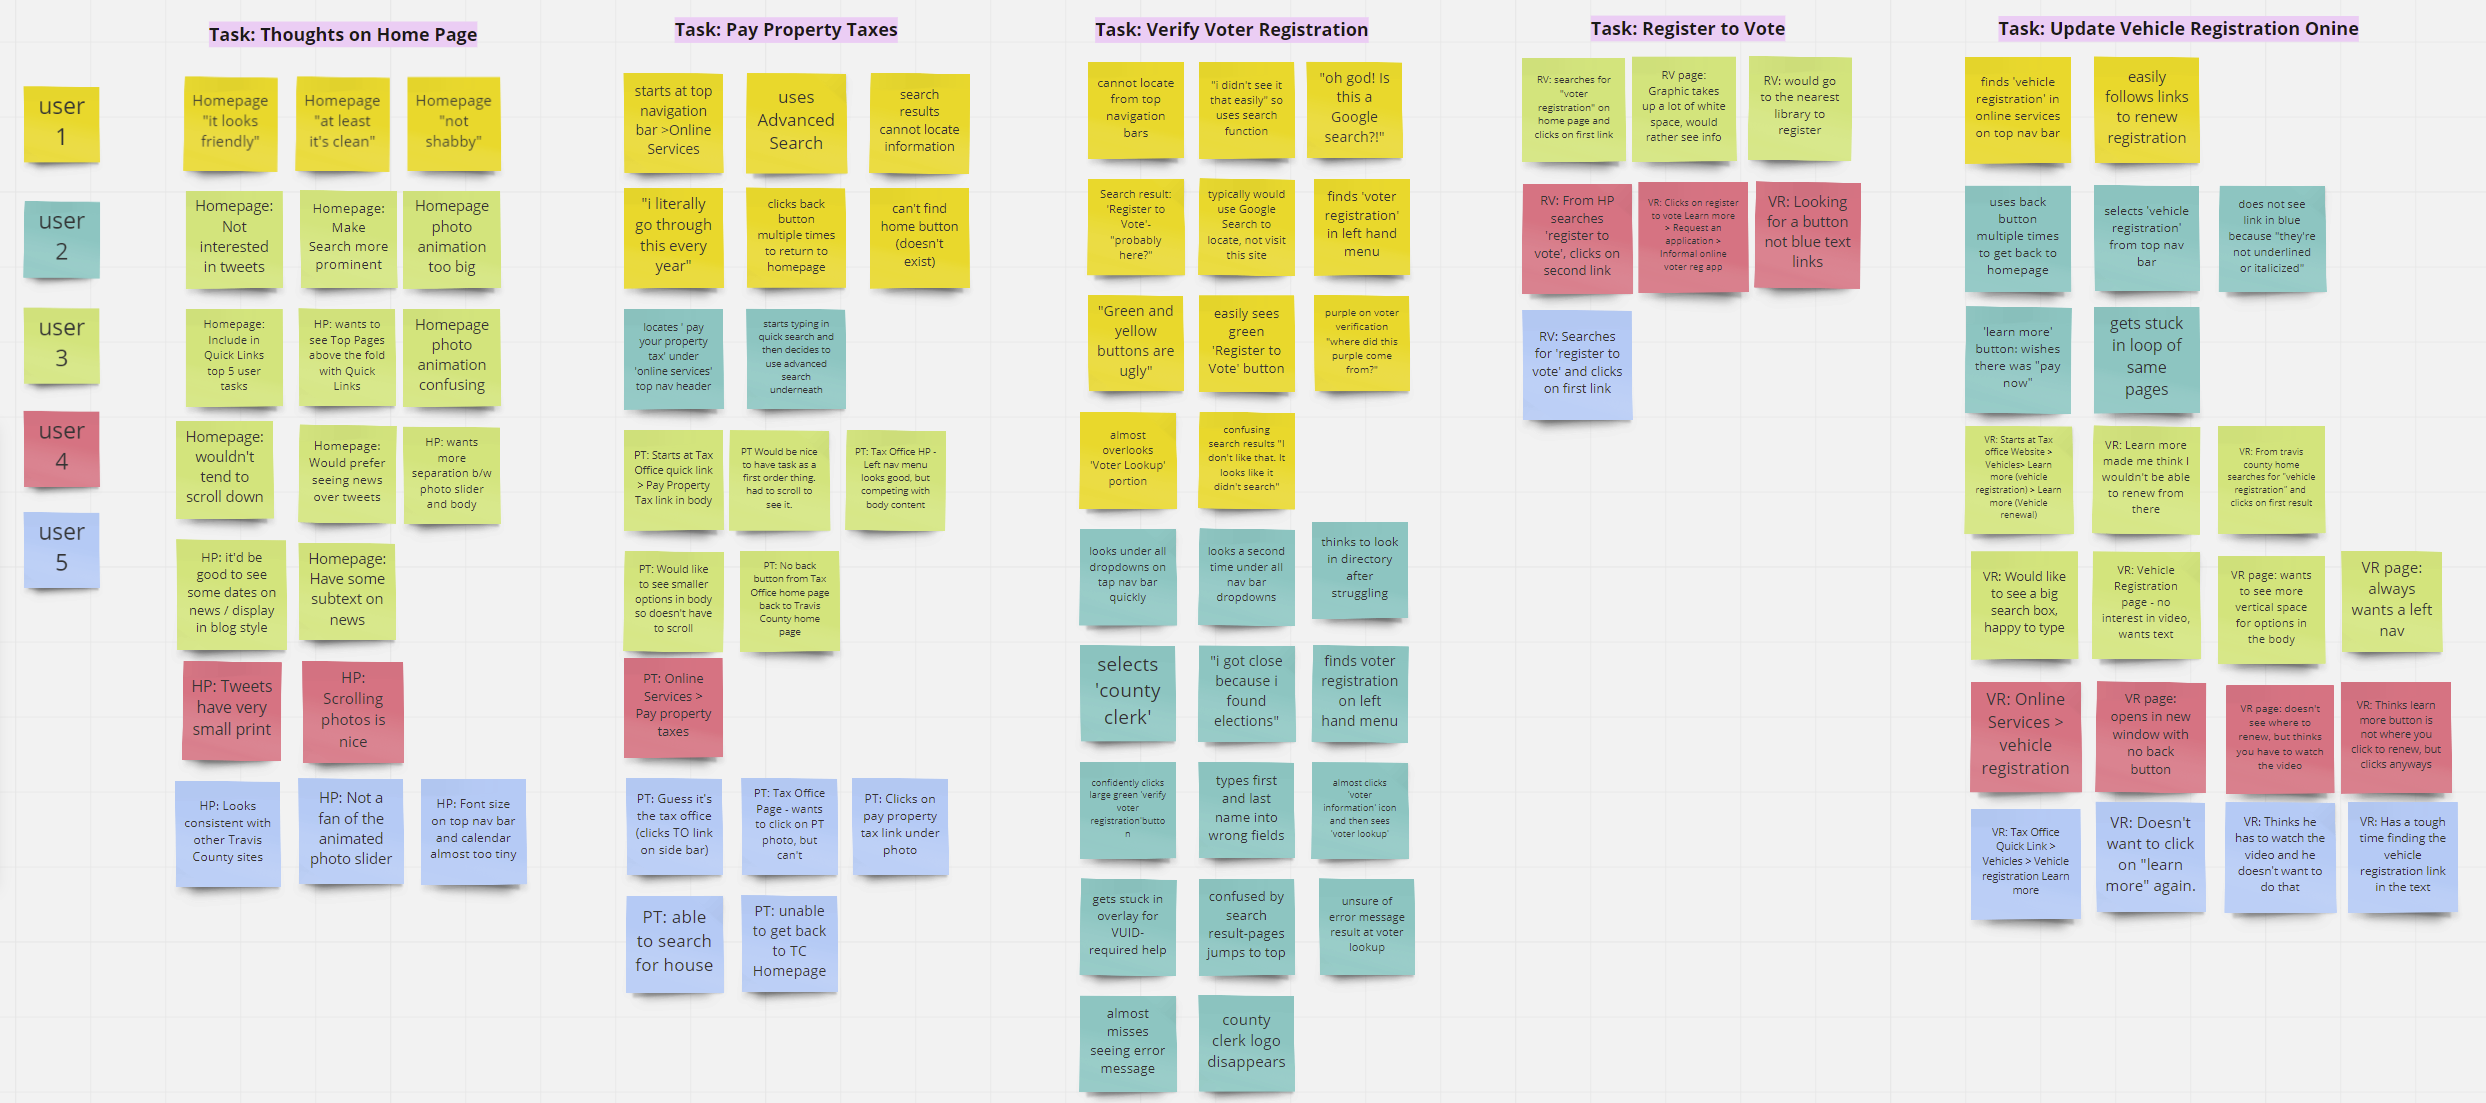 Task: Thoughts on Home Page
Task: Pay Property Taxes
Task: Verify Voter Registration
Task: Register to Vote
Task: Update Vehicle Registration Onine
user
1
user
2
user
3
user
4
user
5
Homepage
"it looks
friendly"
Homepage
"at least
it's clean"
Homepage
"not
shabby"
Homepage:
Not
interested
in tweets
Homepage:
Make
Search more
prominent
Homepage
photo
animation
too big
Homepage:
Include in
Quick Links
top 5 user
tasks
HP: wants to
see Top Pages
above the fold
with Quick
Links
Homepage
photo
animation
confusing
Homepage:
wouldn't
tend to
scroll down
Homepage:
Would prefer
seeing news
over tweets
HP: wants
more
separation b/w
photo slider
and body
HP: it'd be
good to see
some dates on
news / display
in blog style
Homepage:
Have some
subtext on
news
HP: Tweets
have very
small print
HP:
Scrolling
photos is
nice
HP: Looks
consistent with
other Travis
County sites
HP: Not a
fan of the
animated
photo slider
HP: Font size
on top nav bar
and calendar
almost too tiny
starts at top
navigation
bar >Online
Services
uses
Advanced
Search
search
results
cannot locate
information
"i literally
go through
this every
year"
clicks back
button
multiple times
to return to
homepage
can't find
home button
(doesn't
exist)
locates ' pay
your property
tax' under
'online services'
top nav header
starts typing in
quick search and
then decides to
use advanced
search
underneath
PT: Starts at Tax
Office quick link
> Pay Property
Tax link in body
PT Would be nice
to have task as a
first order thing.
had to scroll to
see it.
PT: Tax Office HP -
Left nav menu
looks good, but
competing with
body content
PT: Would like
to see smaller
options in body
so doesn't have
to scroll
PT: No back
button from Tax
Office home page
back to Travis
County home
page
PT: Online
Services >
Pay property
taxes
PT: Guess it's
the tax office
(clicks TO link
on side bar)
PT: Tax Office
Page - wants
to click on PT
photo, but
can't
PT: Clicks on
pay property
tax link under
photo
PT: able
to search
for house
PT: unable
to get back
to TC
Homepage
cannot locate
from top
navigation
bars
"i didn't see it
that easily" so
uses search
function
"oh god! Is
this a
Google
search?!"
Search result:
'Register to
Vote'-
"probably
here?"
typically would
use Google
Search to
locate, not visit
this site
finds 'voter
registration'
in left hand
menu
"Green and
yellow
buttons are
ugly"
easily sees
green
'Register to
Vote' button
purple on voter
verification
"where did this
purple come
from?"
almost
overlooks
'Voter Lookup'
portion
confusing
search results "I
don't like that. It
looks like it
didn't search"
looks under all
dropdowns on
tap nav bar
quickly
looks a second
time under all
nav bar
dropdowns
thinks to look
in directory
after
struggling
selects
'county
clerk'
"i got close
because i
found
elections"
finds voter
registration
on left
hand menu
confidently clicks
large green 'verify
voter
registration'butto
n
types first
and last
name into
wrong fields
almost clicks
'voter
information' icon
and then sees
'voter lookup'
gets stuck in
overlay for
VUID-
required help
confused by
search
result-pages
jumps to top
unsure of
error message
result at voter
lookup
almost
misses
seeing error
message
county
clerk logo
disappears
RV: searches for
"voter
registration" on
home page and
clicks on first link
RV page:
Graphic takes
up a lot of white
space, would
rather see info
RV: would go
to the nearest
library to
register
RV: From HP
searches
'register to
vote', clicks on
second link
VR: Clicks on register
to vote Learn more
> Request an
application >
Informal online
voter reg app
VR: Looking
for a button
not blue text
links
RV: Searches
for 'register to
vote' and clicks
on first link
finds 'vehicle
registration' in
online services
on top nav bar
easily
follows links
to renew
registration
uses back
button
multiple times
to get back to
homepage
selects 'vehicle
registration'
from top nav
bar
does not see
link in blue
because "they're
not underlined
or italicized"
'learn more'
button: wishes
there was "pay
now"
gets stuck
in loop of
same
pages
VR: Starts at Tax
office Website >
Vehicles> Learn
more (vehicle
registration) > Learn
more (Vehicle
renewal)
VR: Learn more
made me think I
wouldn't be able
to renew from
there
VR: From travis
county home
searches for "vehicle
registration" and
clicks on first result
VR: Would like
to see a big
search box,
happy to type
VR: Vehicle
Registration
page - no
interest in video,
wants text
VR page: wants
to see more
vertical space
for options in
the body
VR page:
always
wants a left
nav
VR: Online
Services >
vehicle
registration
VR page:
opens in new
window with
no back
button
VR page: doesn't
see where to
renew, but thinks
you have to watch
the video
VR: Thinks learn
more button is
not where you
click to renew, but
clicks anyways
VR: Tax Office
Quick Link >
Vehicles > Vehicle
registration Learn
more
VR: Doesn't
want to click
on "learn
more" again.
VR: Thinks he
has to watch the
video and he
doesn't want to
do that
VR: Has a tough
time finding the
vehicle
registration link
in the text